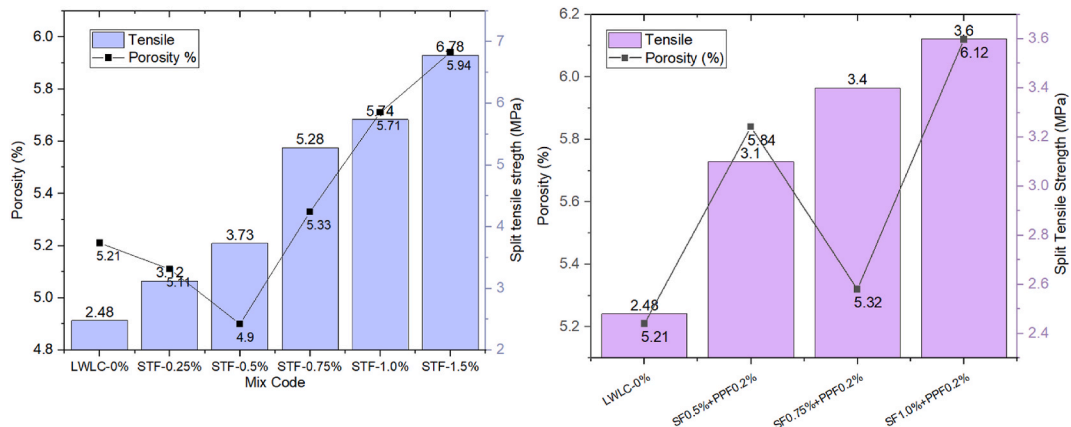 Tensile
Porosity %
6.0
5.8
5.6
5.4
5.2
5.0
4.8
Porosity (%)
7
6
5
4
3
2
Split tensile stregth (MPa)
2.48
3.12
3.73
5.28
5.74
6.78
5.21
5.11
4.9
5.33
5.71
5.94
LWLC-0%
STF-0.25%
STF-0.5%
STF-0.75%
STF-1.0%
STF-1.5%
Mix Code
Tensile
Porosity (%)
6.2
6.0
5.8
5.6
5.4
5.2
Porosity (%)
3.6
3.4
3.2
3.0
2.8
2.6
2.4
Split Tensile Strength (MPa)
2.48
3.1
3.4
3.6
5.21
5.84
5.32
6.12
LWLC-0%
SF0.5%+PPF0.2%
SF0.75%+PPF0.2%
SF1.0%+PPF0.2%